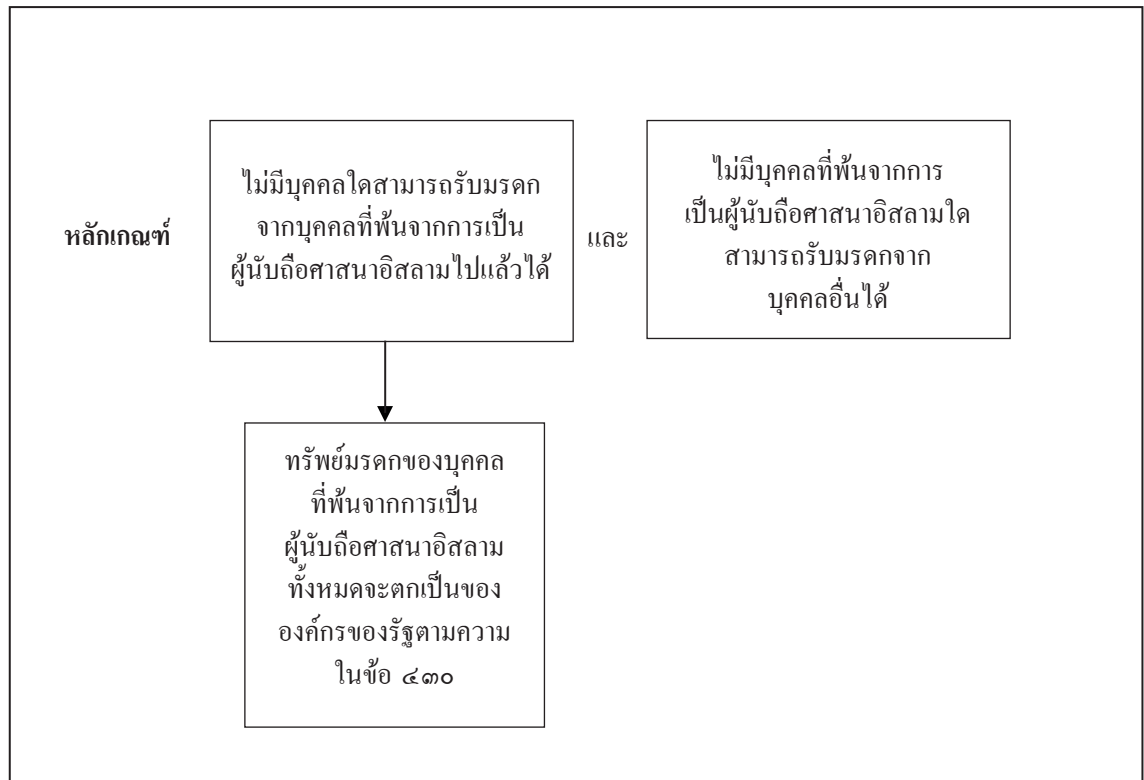 หลักเกณฑ์
ไม่มีบุคคลใดสามารถรับมรดก
จากบุคคลที่พ้นจากการเป็น
ผู้นับถือศาสนาอิสลามไปแล้วได้
และ
ไม่มีบุคคลที่พ้นจากการ
เป็นผู้นับถือศาสนาอิสลามใด
สามารถรับมรดกจาก
บุคคลอื่นได้
ทรัพย์มรดกของบุคคล
ที่พ้นจากการเป็น
ผู้นับถือศาสนาอิสลาม
ทั้งหมดจะตกเป็นของ
องค์กรของรัฐตามความ
ในข้อ ๔๓๐